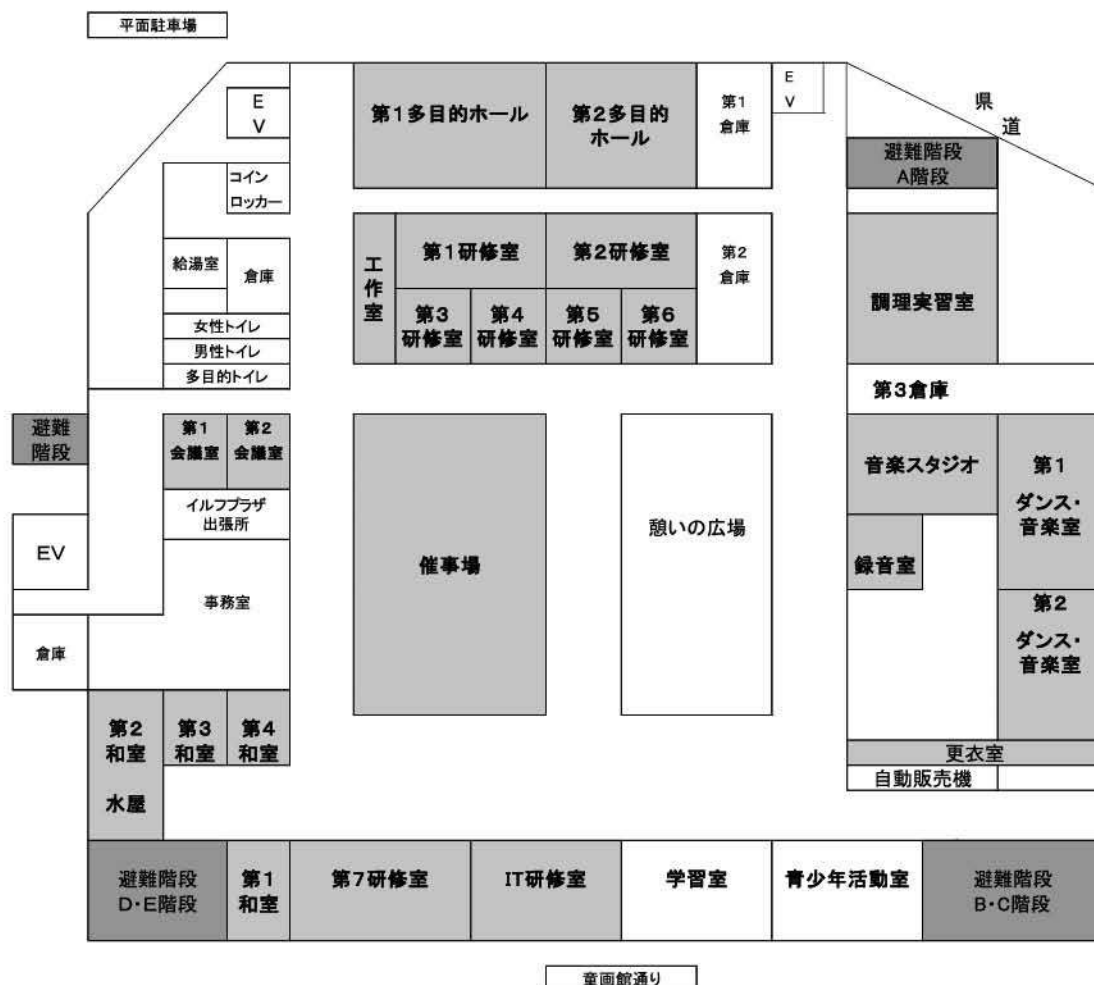 平面駐車場
県
道
E
V
第1多目的ホール
第2多目的
ホール
第1
倉庫
E
V
避難階段
A階段
コイン
ロッカー
給湯室
倉庫
女性トイレ
男性トイレ
多目的トイレ
工
作
室
第1研修室
第2研修室
第3
研修室
第4
研修室
第5
研修室
第6
研修室
第2
倉庫
調理実習室
第3倉庫
避難
階段
第1
会議室
第2
会議室
イルフプラザ
出張所
EV
事務室
倉庫
催事場
憩いの広場
音楽スタジオ
録音室
第1
ダンス・
音楽室
第2
ダンス・
音楽室
更衣室
自動販売機
第2
和室
水屋
第3
和室
第4
和室
避難階段
D・E階段
第1
和室
第7研修室
IT研修室
学習室
青少年活動室
避難階段
B・C階段
童画館通り